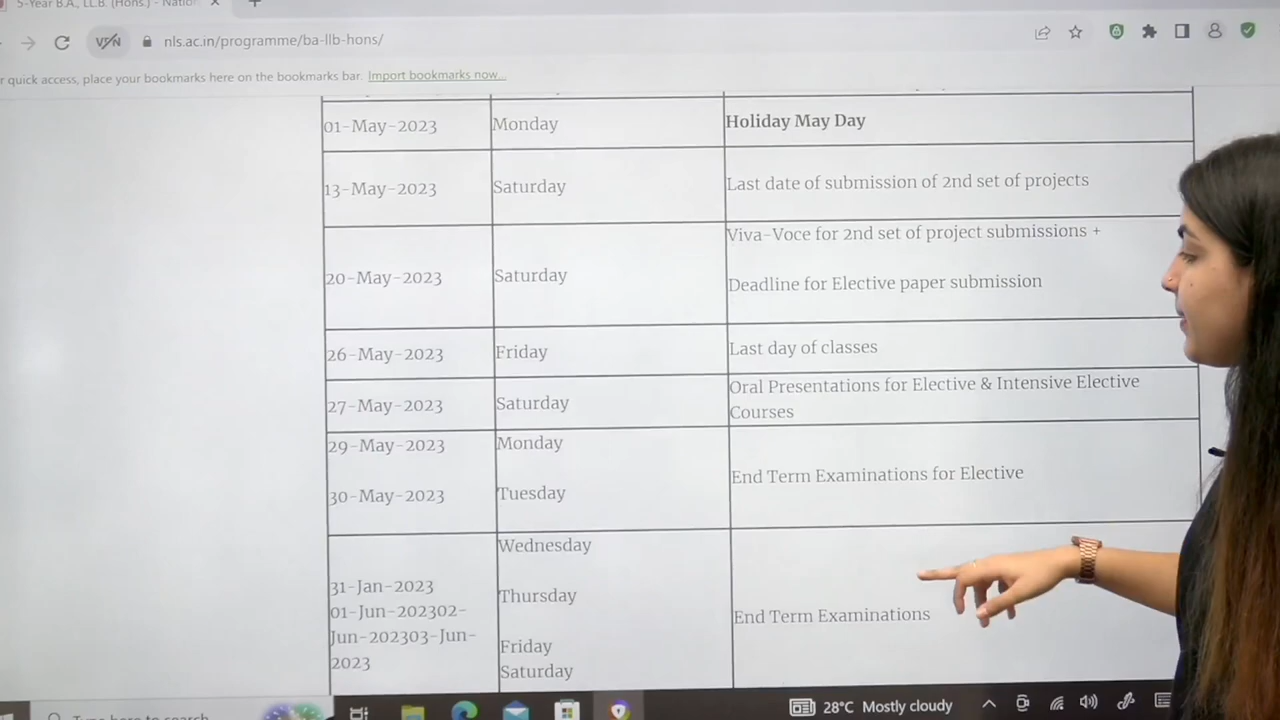 5-Year B.A., LL.B. (Hons.) - Nation
nls.ac.in/programme/ba-llb-hons/
r quick access, place your bookmarks here on the bookmarks bar. Import bookmarks now...
01-May-2023 Monday Holiday May Day
13-May-2023 Saturday Last date of submission of 2nd set of projects
Viva-Voce for 2nd set of project submissions +
20-May-2023 Saturday
Deadline for Elective paper submission
26-May-2023 Friday Last day of classes
27-May-2023 Saturday Oral Presentations for Elective & Intensive Elective
Courses
29-May-2023 Monday
End Term Examinations for Elective
30-May-2023 Tuesday
Wednesday
31-Jan-2023
Thursday
01-Jun-202302-
End Term Examinations
Jun-202303-Jun-
Friday
2023
Saturday
Type here to search
28°C Mostly cloudy